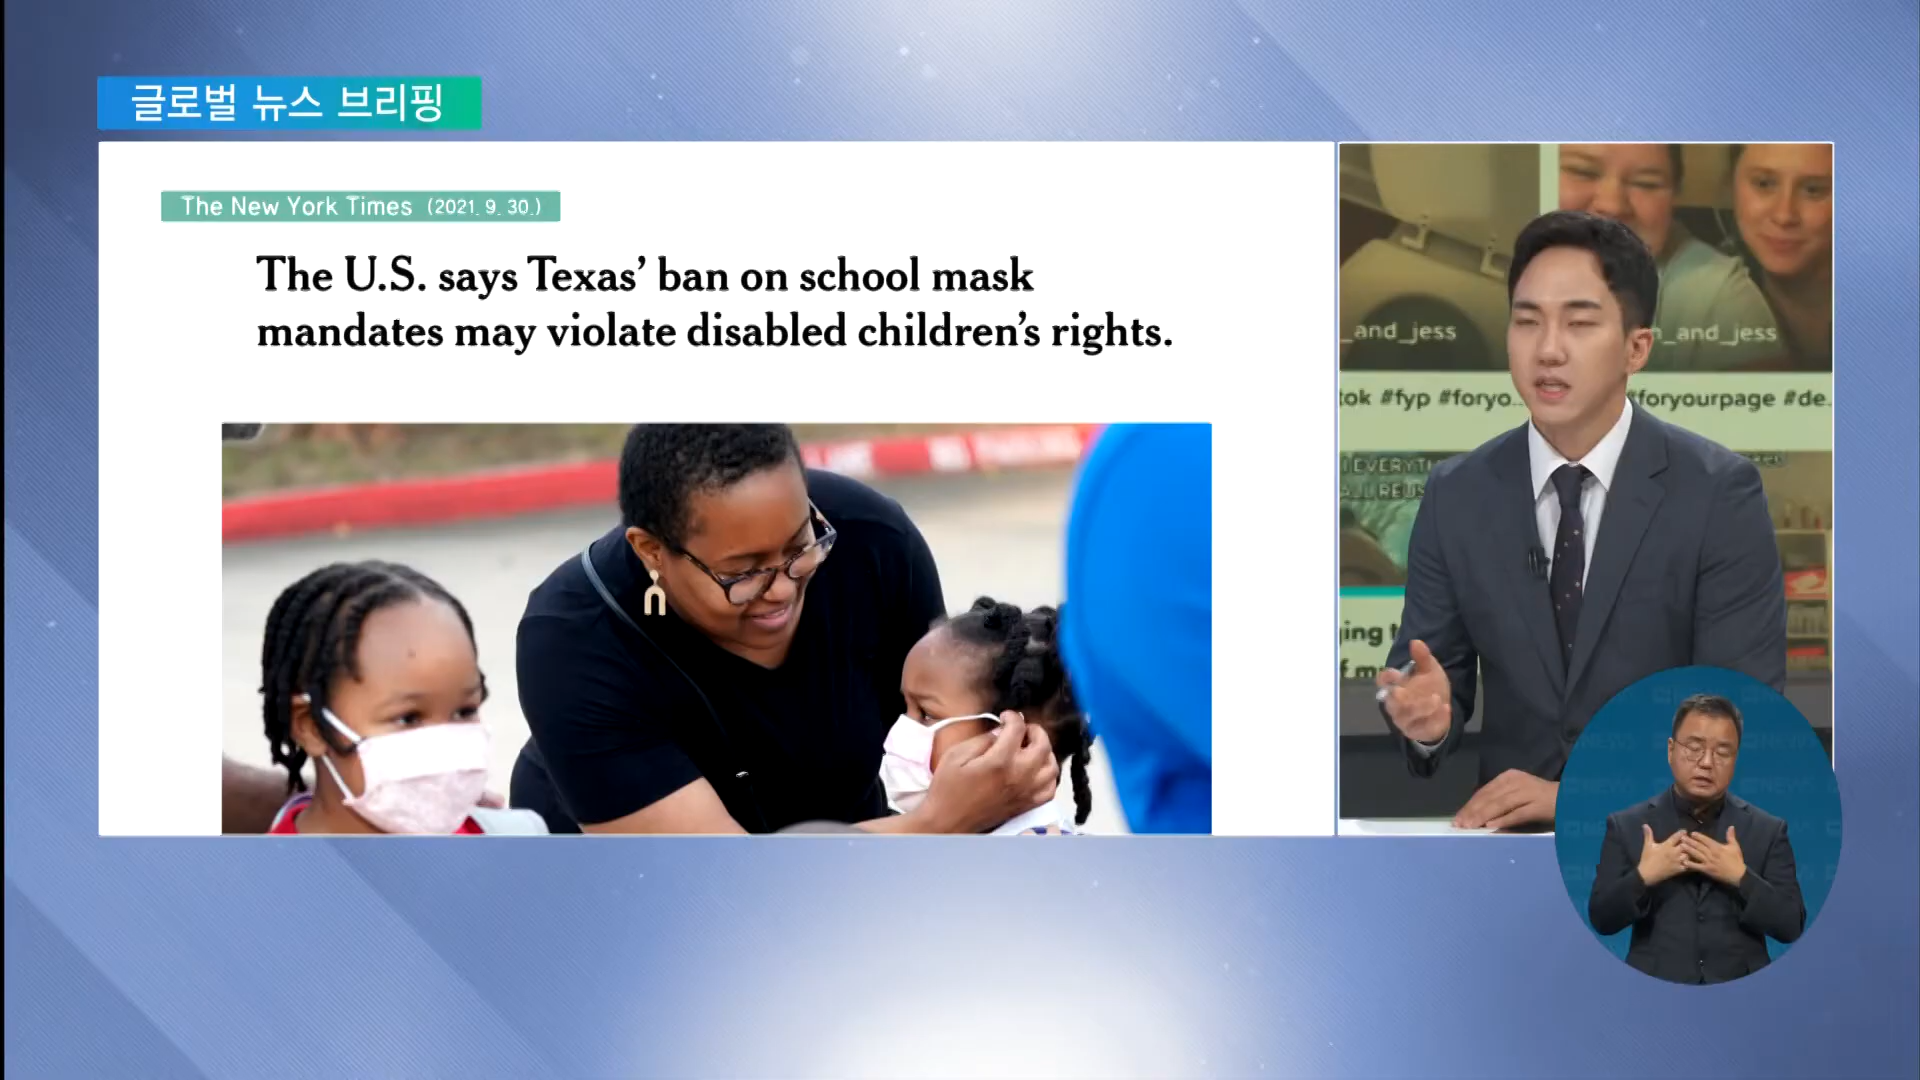 글로벌 뉴스 브리핑
The New York Times (2021. 9. 30.)
The U.S. says Texas' ban on school mask
mandates may violate disabled children's rights.
_and_jess
_and_jess
#fyp #foryo...
#foryourpage #de...